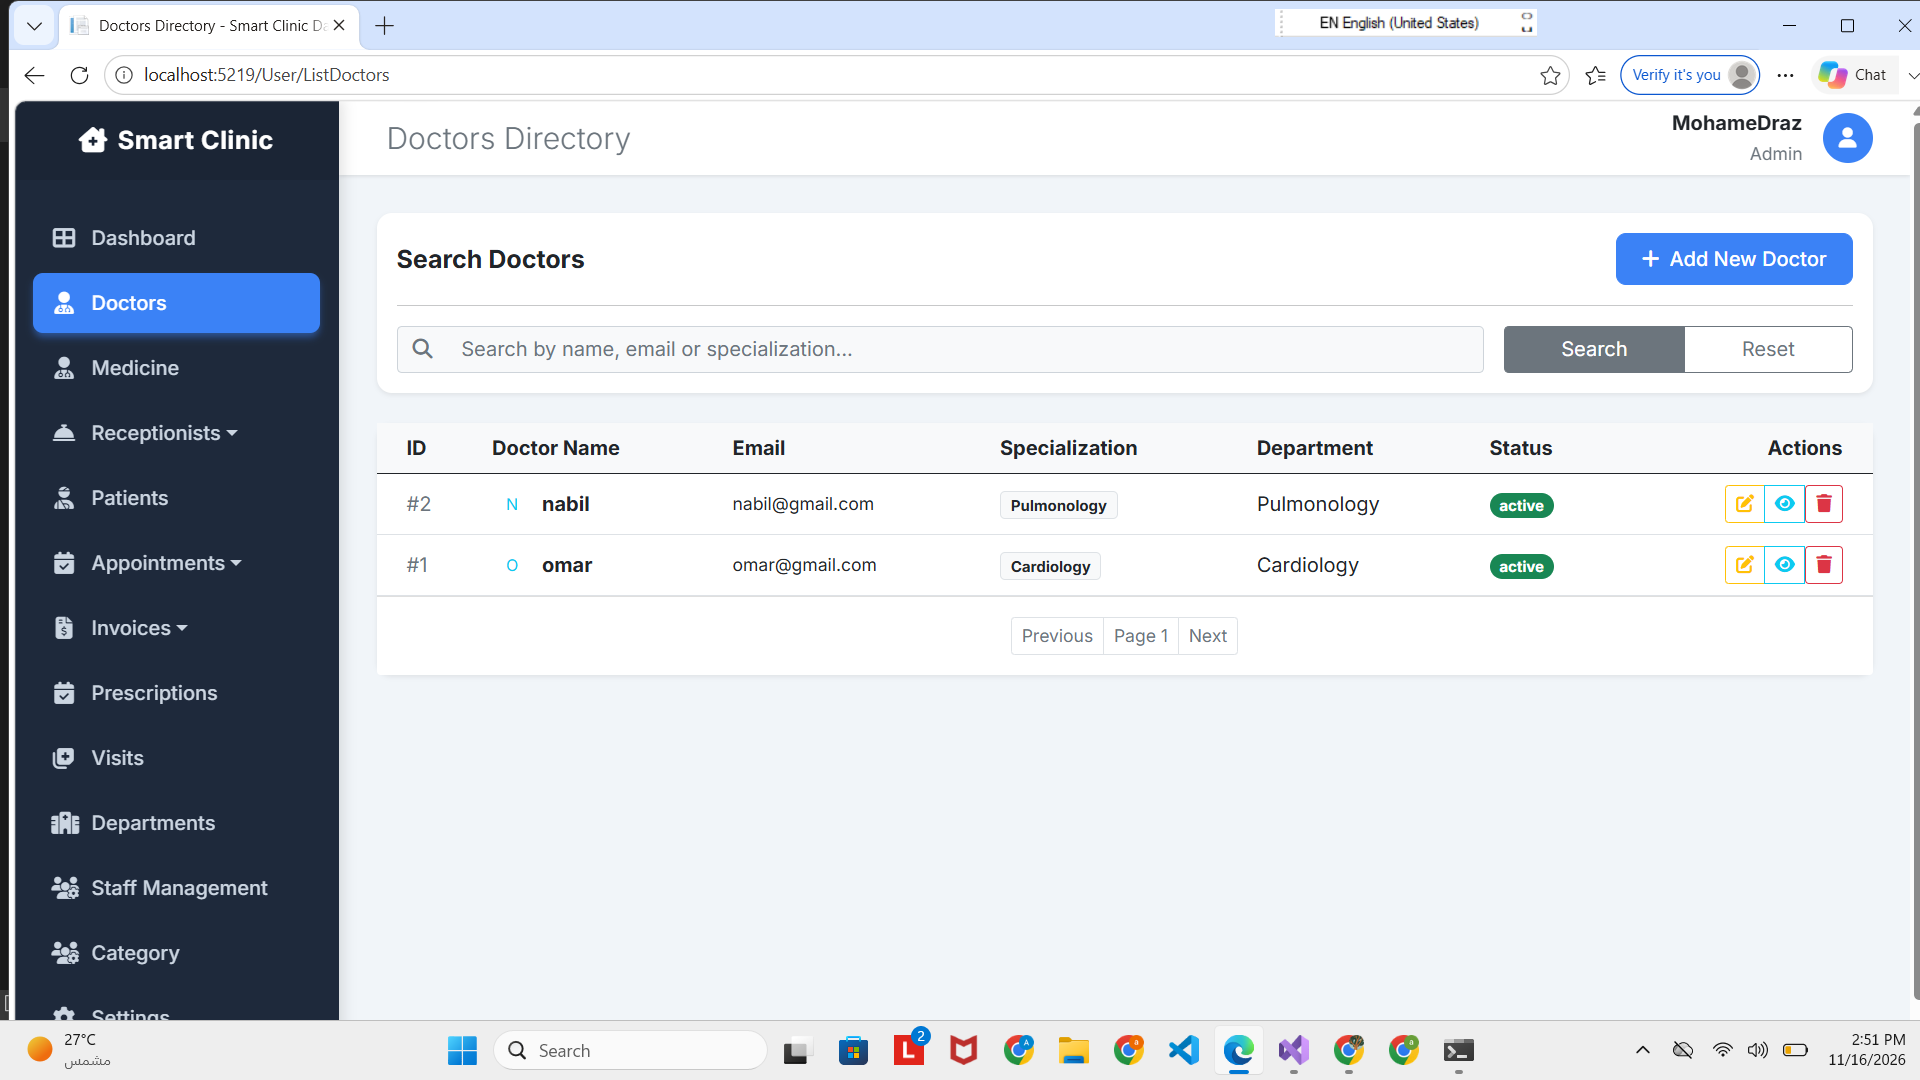 Doctors Directory - Smart Clinic Da
EN English (United States)
localhost:5219/User/ListDoctors
Verify it's you
Chat
Smart Clinic
Doctors Directory
MohameDraz
Admin
Dashboard
Doctors
Medicine
Receptionists
Patients
Appointments
Invoices
Prescriptions
Visits
Departments
Staff Management
Category
Settings
Search Doctors
Add New Doctor
Search by name, email or specialization...
Search
Reset
ID Doctor Name Email Specialization Department Status Actions
#2 N nabil nabil@gmail.com Pulmonology Pulmonology active
#1 O omar omar@gmail.com Cardiology Cardiology active
Previous Page 1 Next
27°C
مشمس
Search
L 2
A
a
a
2:51 PM
11/16/2026